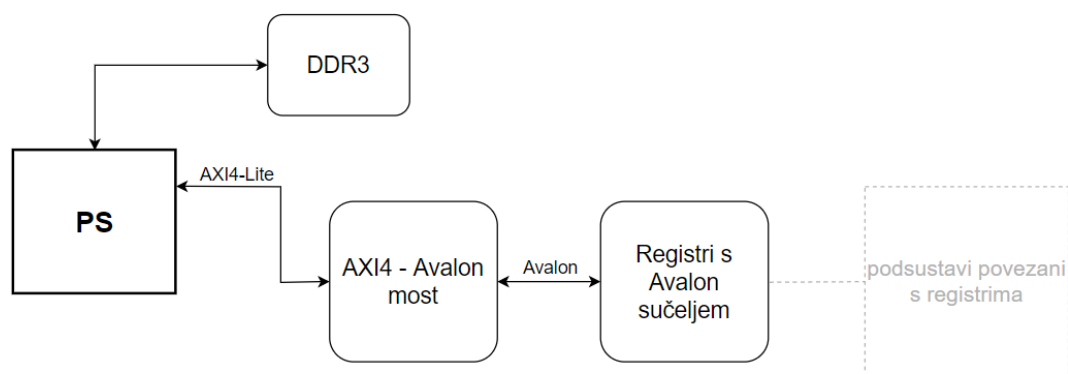 DDR3
AXI4-Lite
PS
AXI4 - Avalon
most
Avalon
Registri s
Avalon
sučeljem
podsustavi povezani
s registrima